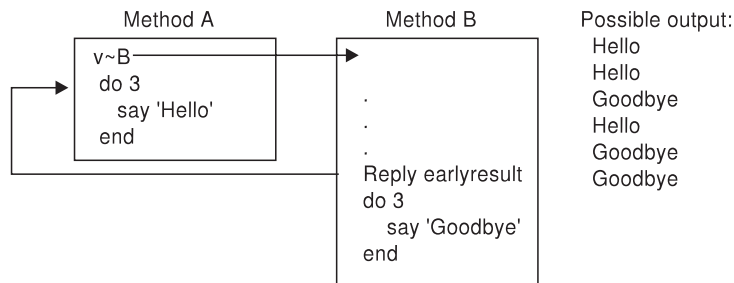 Method A
v~B
do 3
say 'Hello'
end
Method B
.
.
.
.
Reply earlyresult
do 3
say 'Goodbye'
end
Possible output:
Hello
Hello
Goodbye
Hello
Goodbye
Goodbye